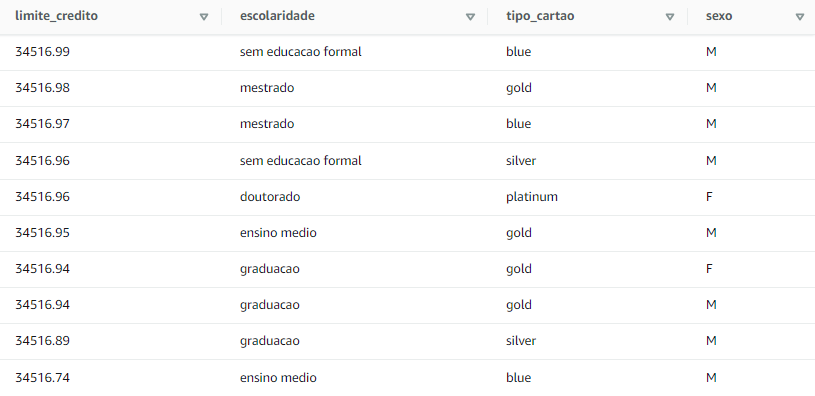 limite_credito escolaridade tipo_cartao sexo
34516.99 sem educacao formal blue M
34516.98 mestrado gold M
34516.97 mestrado blue M
34516.96 sem educacao formal silver M
34516.96 doutorado platinum F
34516.95 ensino medio gold M
34516.94 graduacao gold F
34516.94 graduacao gold M
34516.89 graduacao silver M
34516.74 ensino medio blue M